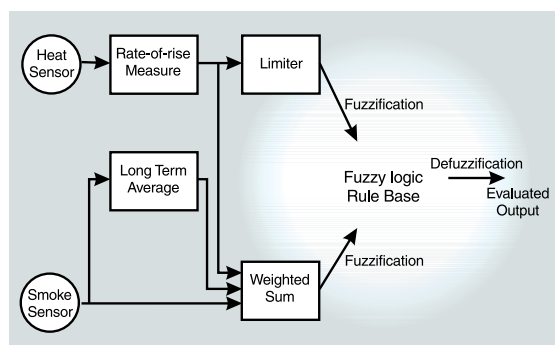 Heat
Sensor
Rate-of-rise
Measure
Limiter
Fuzzification
Long Term
Average
Fuzzy logic
Rule Base
Defuzzification
Evaluated
Output
Fuzzification
Smoke
Sensor
Weighted
Sum